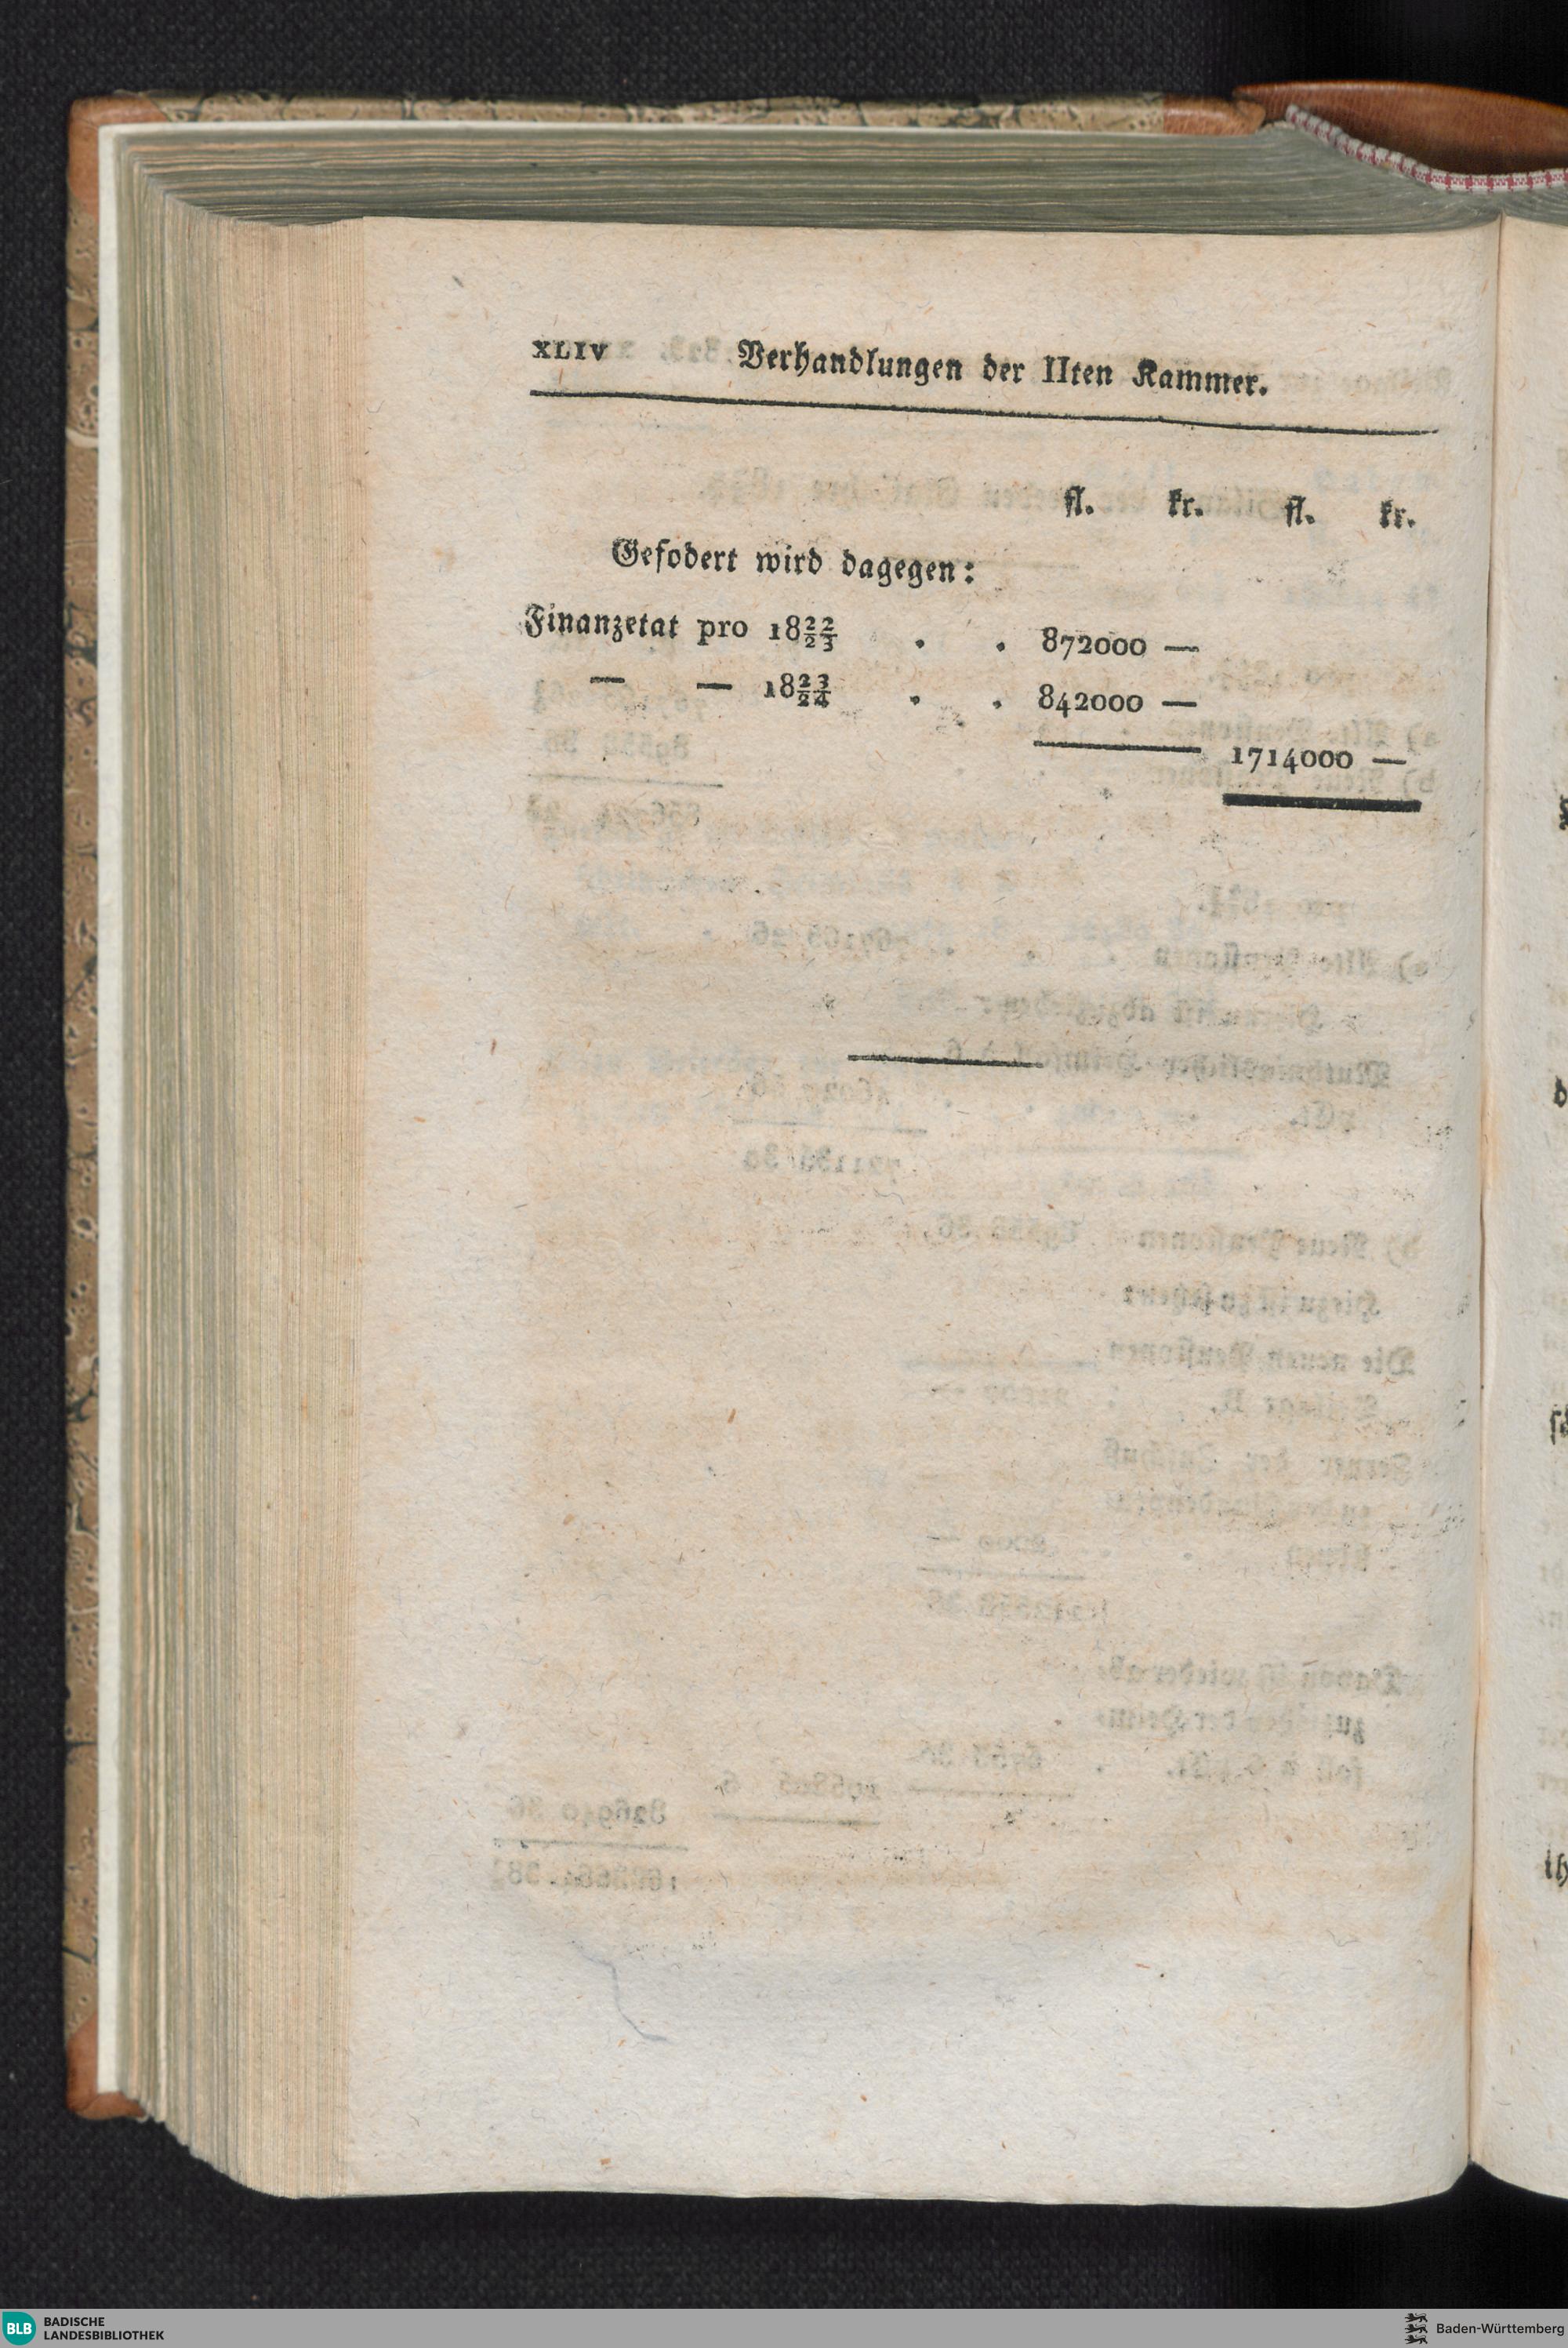 XLIV Verhandlungen der IIten Kammer.
fl. kr. fl. kr.
Gefodert wird dagegen:
Finanzetat pro 18 22/23 . . 872000 —
— — 18 23/24 . . 842000 —
1714000 —
BLB BADISCHE
LANDESBIBLIOTHEK
Baden-Württemberg